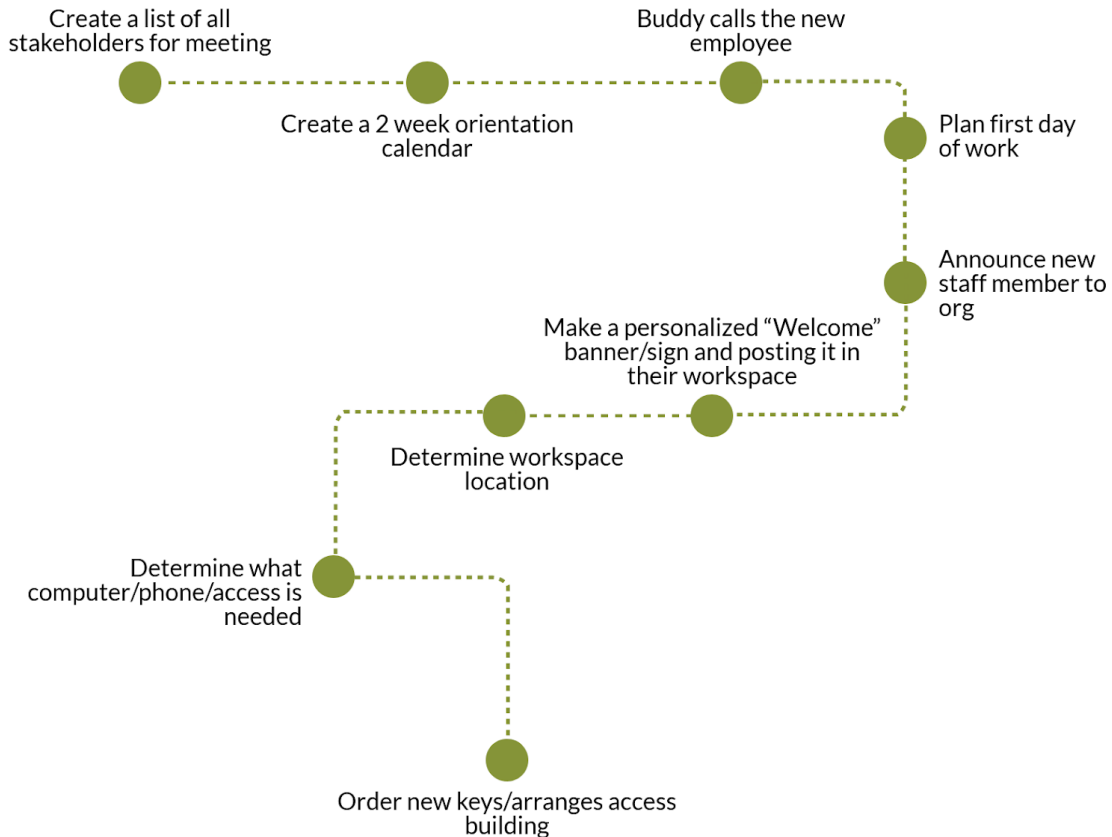 Create a list of all
stakeholders for meeting
Create a 2 week orientation
calendar
Buddy calls the new
employee
Plan first day
of work
Announce new
staff member to
org
Make a personalized “Welcome”
banner/sign and posting it in
their workspace
Determine workspace
location
Determine what
computer/phone/access is
needed
Order new keys/arranges access
building